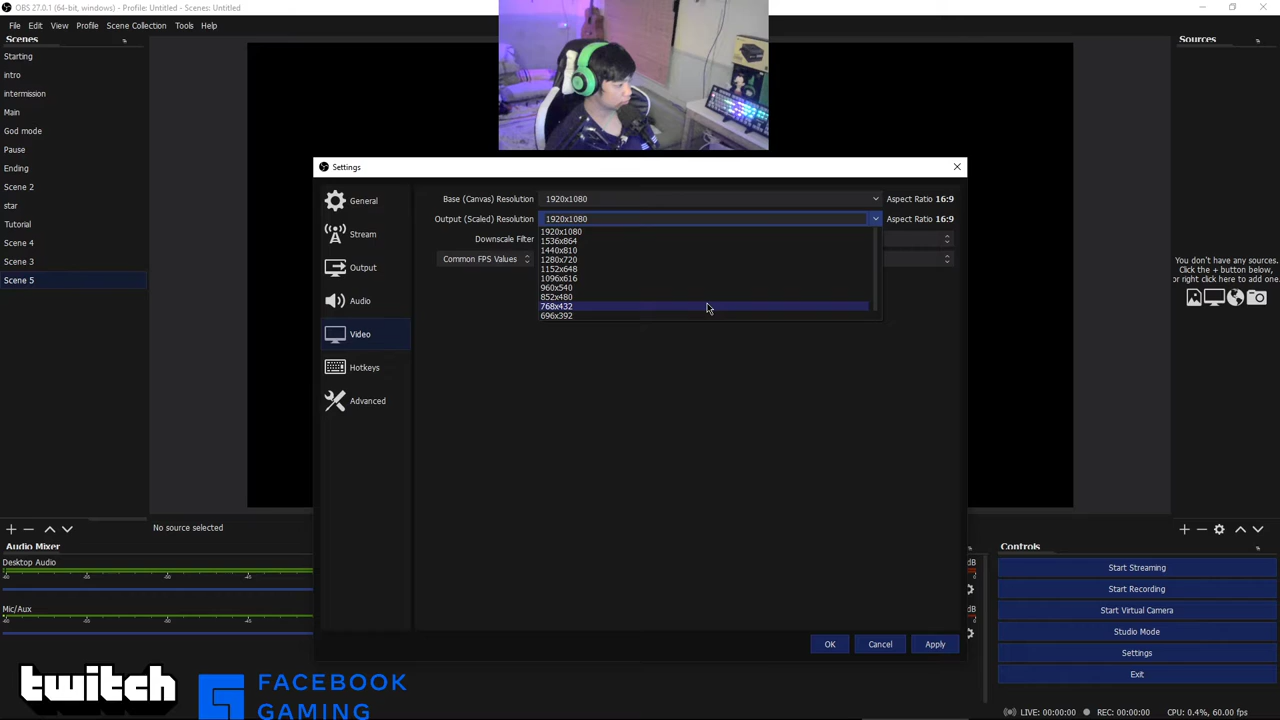 OBS 27.0.1 (64-bit, windows) - Profile: Untitled - Scenes: Untitled
File Edit View Profile Scene Collection Tools Help
Scenes
Starting
intro
intermission
Main
God mode
Pause
Ending
Scene 2
star
Tutorial
Scene 4
Scene 3
Scene 5
Settings
General
Stream
Output
Audio
Video
Hotkeys
Advanced
Base (Canvas) Resolution 1920x1080 Aspect Ratio 16:9
Output (Scaled) Resolution 1920x1080 Aspect Ratio 16:9
Downscale Filter
Common FPS Values
1920x1080
1536x864
1440x810
1280x720
1152x648
1096x616
960x540
852x480
768x432
696x392
OK Cancel Apply
Sources
You don't have any sources.
Click the + button below,
or right click here to add one.
No source selected
Audio Mixer
Desktop Audio
Mic/Aux
dB
dB
Controls
Start Streaming
Start Recording
Start Virtual Camera
Studio Mode
Settings
Exit
twitch
FACEBOOK
GAMING
LIVE: 00:00:00 REC: 00:00:00 CPU: 0.4%, 60.00 fps